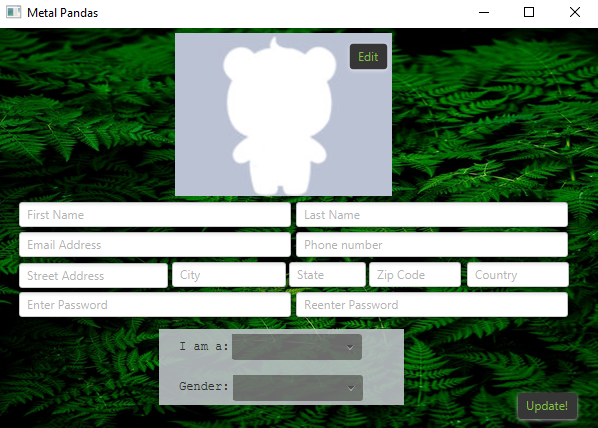 Metal Pandas
Edit
First Name Last Name
Email Address Phone number
Street Address City State Zip Code Country
Enter Password Reenter Password
I am a:
Gender:
Update!